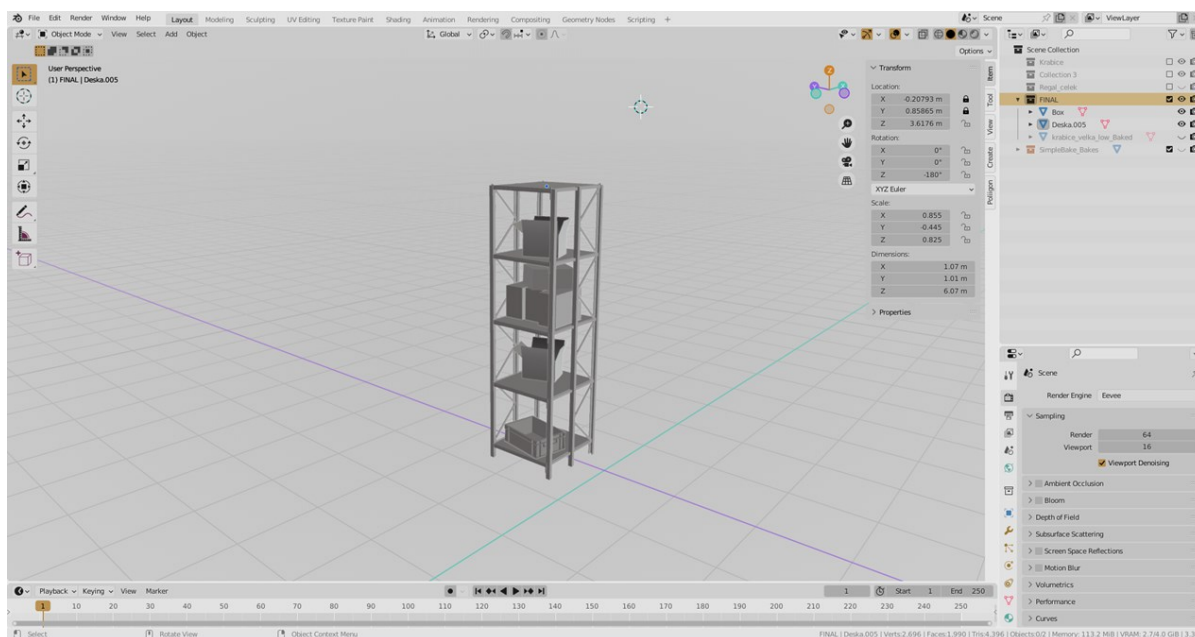 File Edit Render Window Help Layout Modeling Sculpting UV Editing Texture Paint Shading Animation Rendering Compositing Geometry Nodes Scripting + Scene ViewLayer
Object Mode View Select Add Object Global
Options
User Perspective
(1) FINAL | Deska.005
Transform
Location:
X -0.20793 m
Y 0.85865 m
Z 3.6176 m
Rotation:
X 0°
Y 0°
Z -180°
XYZ Euler
Scale:
X 0.855
Y -0.445
Z 0.825
Dimensions:
X 1.07 m
Y 1.01 m
Z 6.07 m
Properties
Item
Tool
View
Create
Poliigon
Scene Collection
Krabice
Collection 3
Regal_celek
FINAL
Box
Deska.005
krabice_velka_low_Baked
SimpleBake_Bakes
Scene
Render Engine Eevee
Sampling
Render 64
Viewport 16
Viewport Denoising
Ambient Occlusion
Bloom
Depth of Field
Subsurface Scattering
Screen Space Reflections
Motion Blur
Volumetrics
Performance
Curves
Playback Keying View Marker 1 Start 1 End 250
1 10 20 30 40 50 60 70 80 90 100 110 120 130 140 150 160 170 180 190 200 210 220 230 240 250
Select Rotate View Object Context Menu FINAL | Deska.005 | Verts:2,696 | Faces:1,990 | Tris:4,396 | Objects:0/2 | Memory: 113.2 MiB | VRAM: 2.7/4.0 GiB |